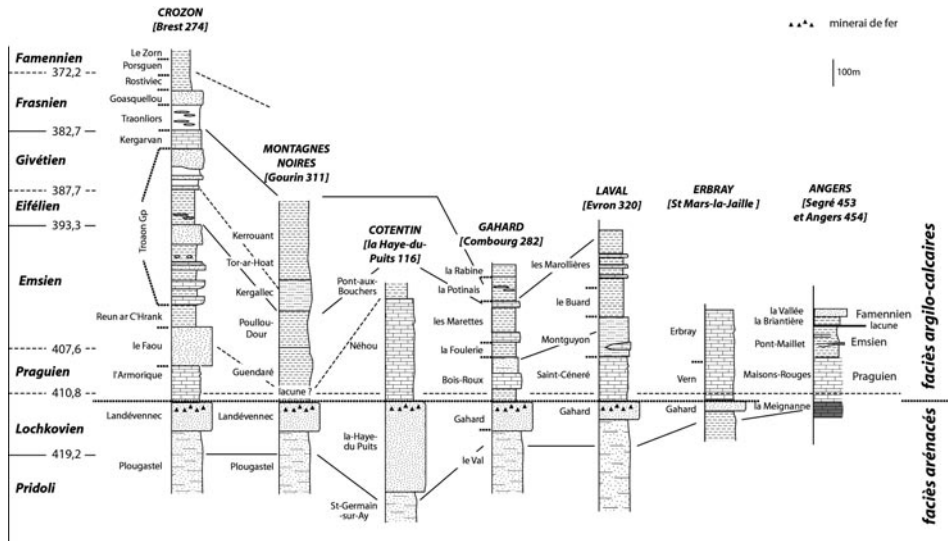 CROZON
[Brest 274]
minerai de fer
100m
Famennien
372,2
Frasnien
382,7
Givétien
387,7
Eifélien
393,3
Emsien
407,6
Praguien
410,8
Lochkovien
419,2
Pridoli
Le Zorn
Porsguen
Rostiviec
Goasquellou
Traonliors
Kergarvan
Troaon Gp
Reun ar C'Hrank
le Faou
l'Armorique
Landévennec
Plougastel
MONTAGNES
NOIRES
[Gourin 311]
Kerrouant
Tor-ar-Hoat
Kergallec
Poullou-
Dour
Guendaré
lacune ?
Landévennec
Plougastel
COTENTIN
[la Haye-du-
Puits 116]
Pont-aux-
Bouchers
Néhou
la-Haye-
du Puits
St-Germain
-sur-Ay
GAHARD
[Combourg 282]
la Rabine
la Potinais
les Marettes
la Foulerie
Bois-Roux
Gahard
le Val
LAVAL
[Evron 320]
les Marollières
le Buard
Montguyon
Saint-Céneré
Gahard
ERBRAY
[St Mars-la-Jaille]
Erbray
Vern
Gahard
ANGERS
[Segré 453
et Angers 454]
la Vallée
la Briantière
Pont-Maillet
Maisons-Rouges
la Meignanne
Famennien
lacune
Emsien
Praguien
faciès argilo-calcaires
faciès arénacés